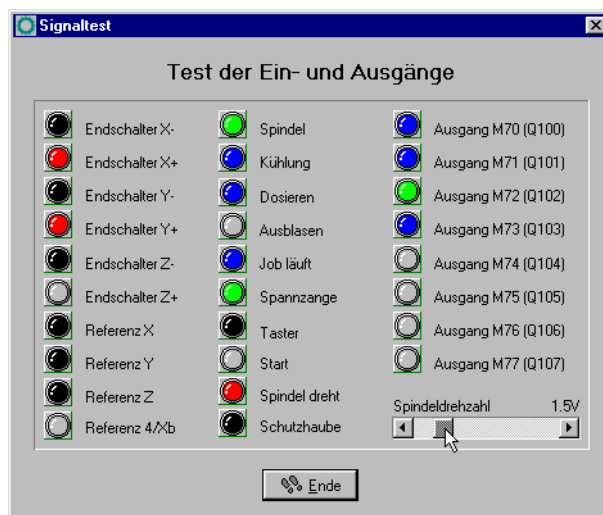 Signaltest
Test der Ein- und Ausgänge
Endschalter X-
Endschalter X+
Endschalter Y-
Endschalter Y+
Endschalter Z-
Endschalter Z+
Referenz X
Referenz Y
Referenz Z
Referenz 4/Xb
Spindel
Kühlung
Dosieren
Ausblasen
Job läuft
Spannzange
Taster
Start
Spindel dreht
Schutzhaube
Ausgang M70 (Q100)
Ausgang M71 (Q101)
Ausgang M72 (Q102)
Ausgang M73 (Q103)
Ausgang M74 (Q104)
Ausgang M75 (Q105)
Ausgang M76 (Q106)
Ausgang M77 (Q107)
Spindeldrehzahl 1.5V
Ende